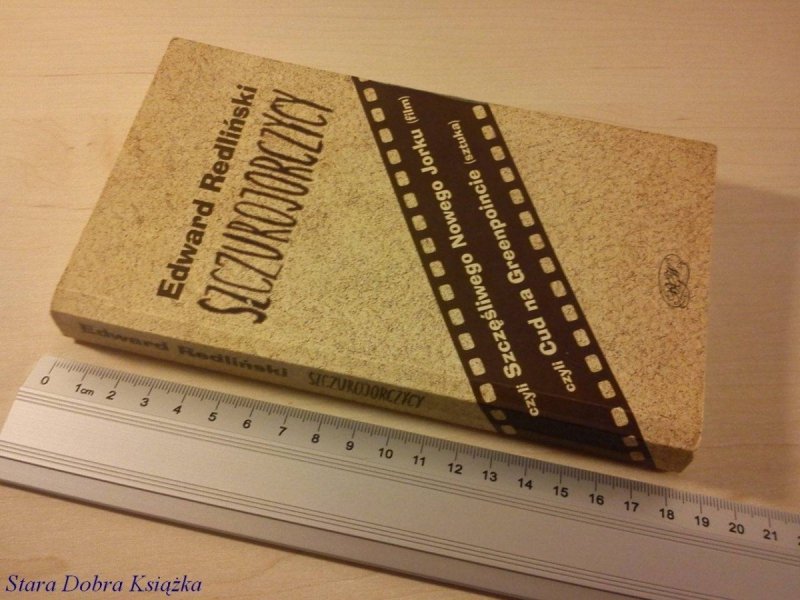 Edward Redliński
SZCZUROJORCZYCY
czyli Szczęśliwego Nowego Jorku (film)
czyli Cud na Greenpoincie (sztuka)
Edward Redliński SZCZUROJORCZYCY
0 1cm 2 3 4 5 6 7 8 9 10 11 12 13 14 15 16 17 18 19 20 21
Stara Dobra Książka